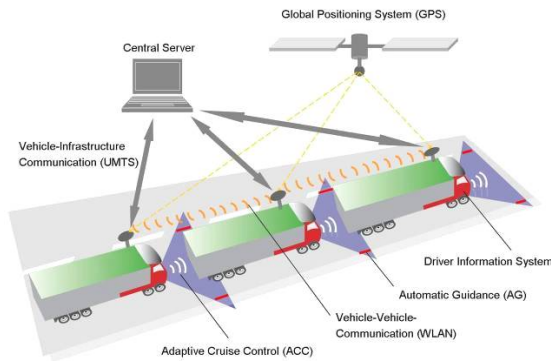 Global Positioning System (GPS)
Central Server
Vehicle-Infrastructure
Communication (UMTS)
Driver Information System
Automatic Guidance (AG)
Vehicle-Vehicle-
Communication (WLAN)
Adaptive Cruise Control (ACC)